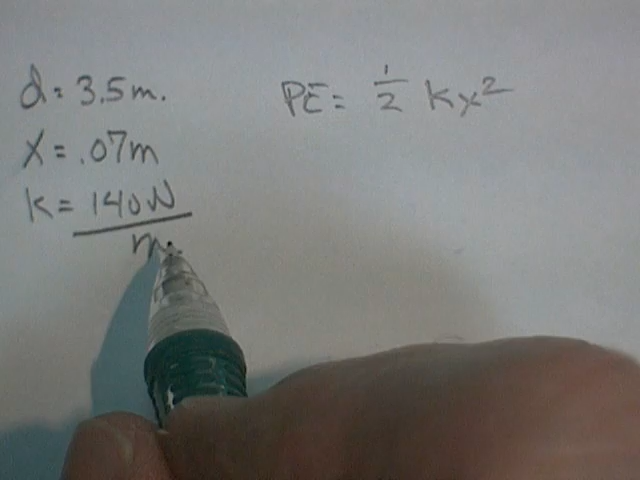 d = 3.5m.
x = .07m
k = 140N
m
PE = 1/2 kx²